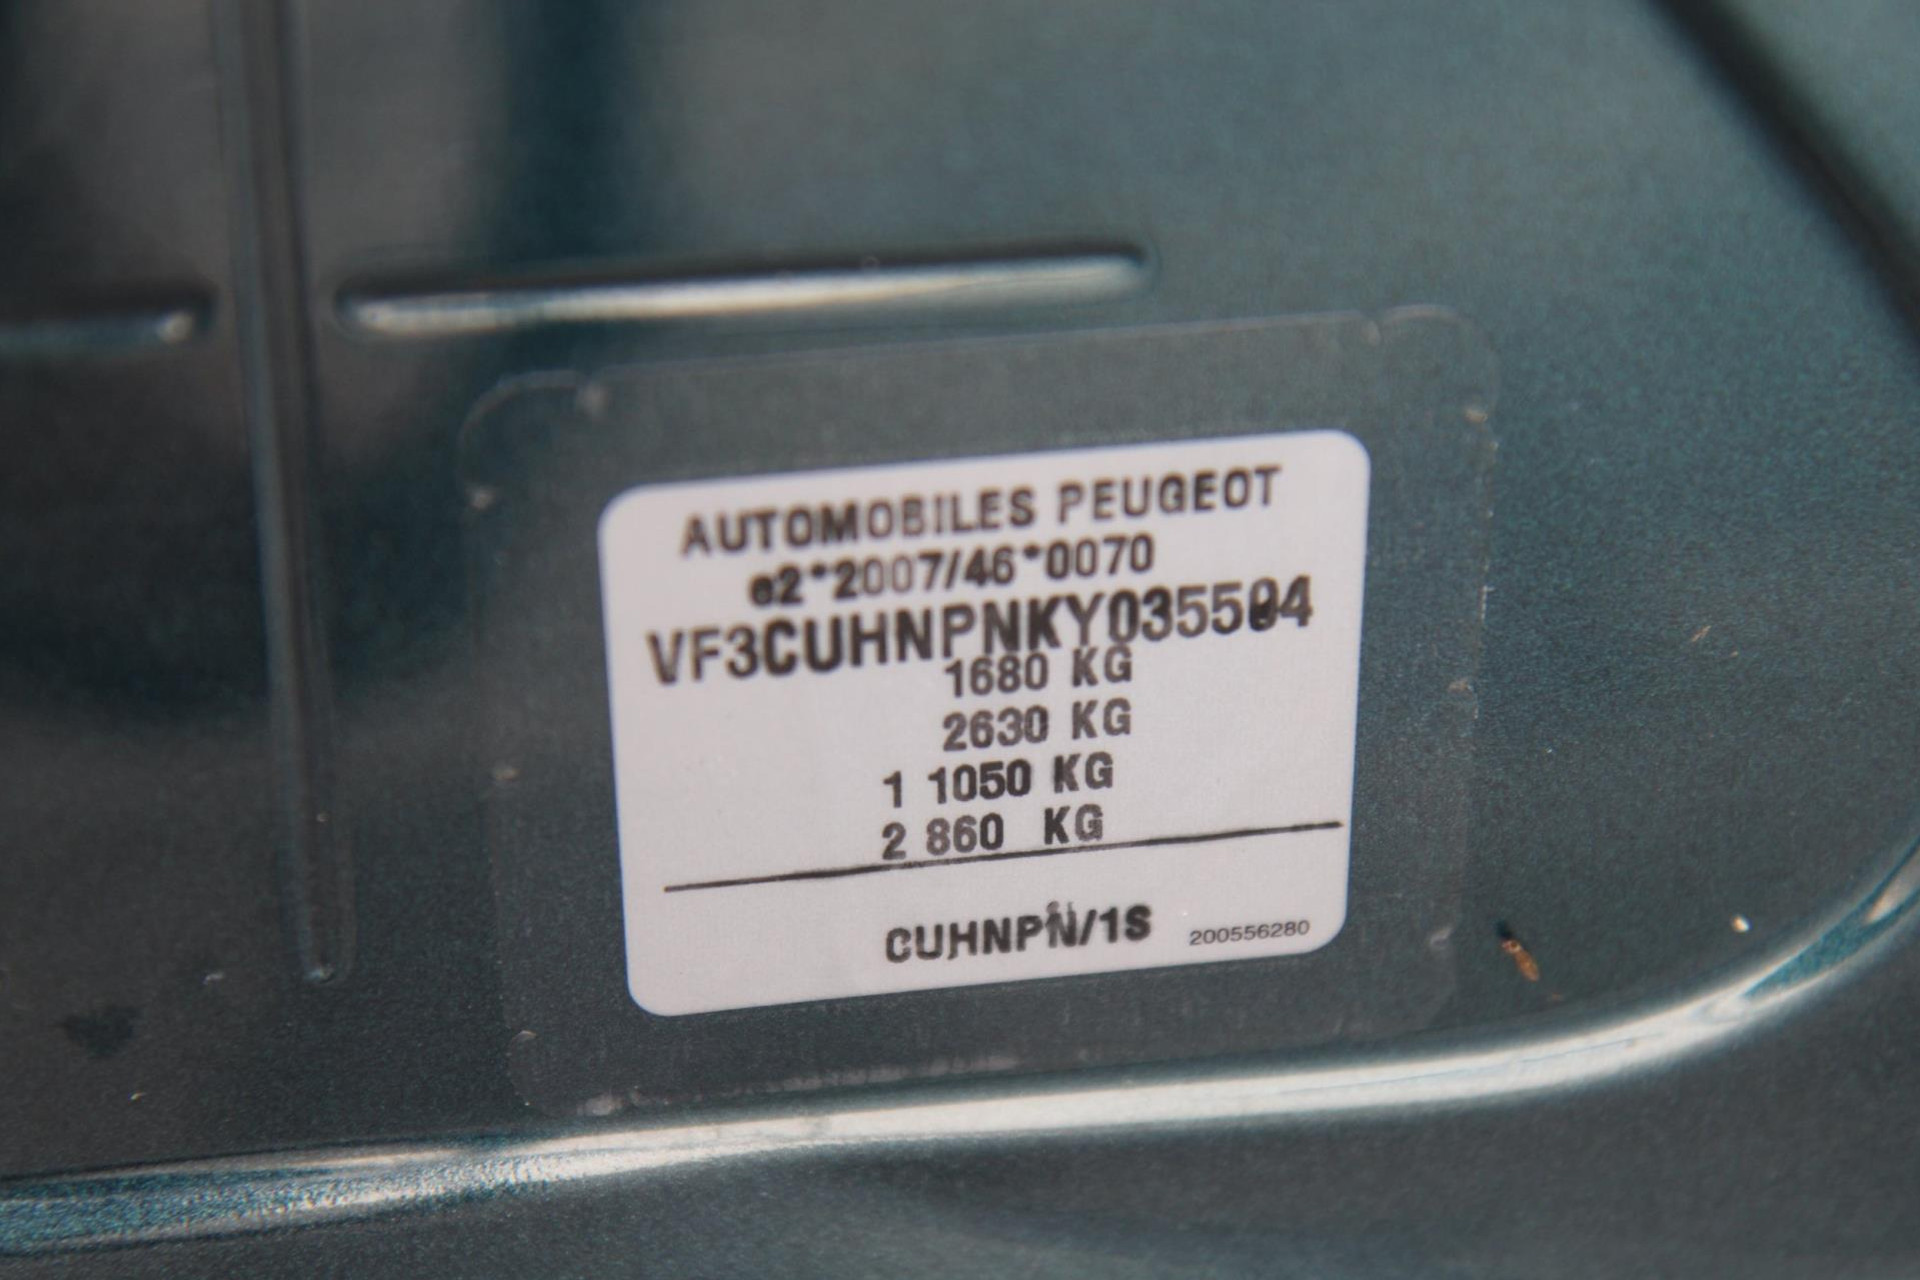 AUTOMOBILES PEUGEOT
e2*2007/46*0070
VF3CUHNPNKY035504
1680 KG
2630 KG
1 1050 KG
2 860 KG
CUHNPN/1S
200556280